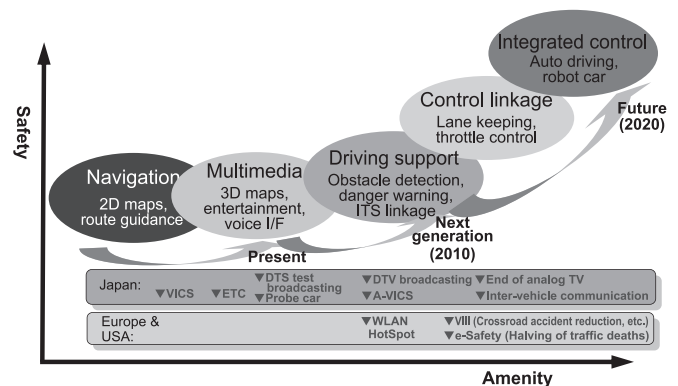 Integrated control
Auto driving,
robot car
Control linkage
Lane keeping,
throttle control
Future
(2020)
Driving support
Obstacle detection,
danger warning,
ITS linkage
Multimedia
3D maps,
entertainment,
voice I/F
Navigation
2D maps,
route guidance
Next
generation
(2010)
Present
Safety
Japan:
▼VICS
▼ETC
▼DTS test
broadcasting
▼Probe car
▼DTV broadcasting
▼A-VICS
▼End of analog TV
▼Inter-vehicle communication
Europe &
USA:
▼WLAN
HotSpot
▼VIII (Crossroad accident reduction, etc.)
▼e-Safety (Halving of traffic deaths)
Amenity